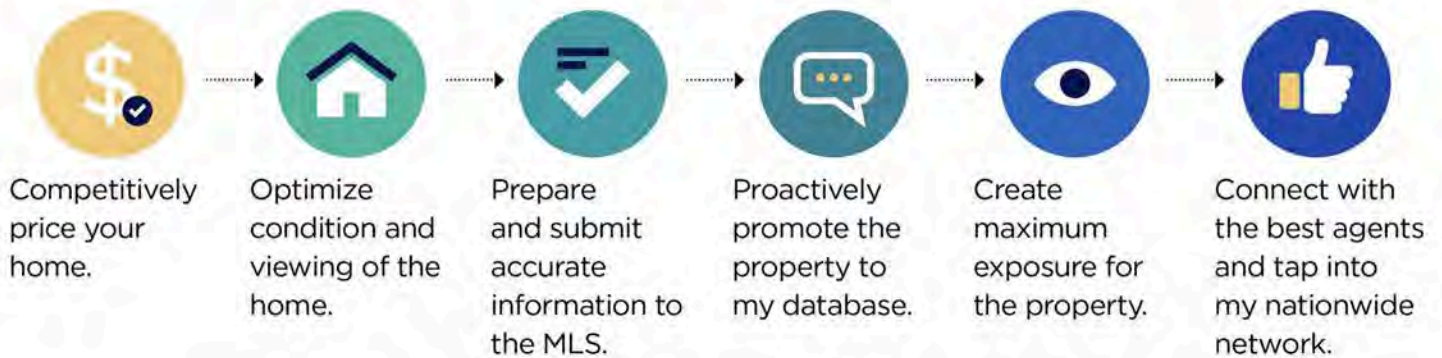 Competitively
price your
home.
Optimize
condition and
viewing of the
home.
Prepare
and submit
accurate
information to
the MLS.
Proactively
promote the
property to
my database.
Create
maximum
exposure for
the property.
Connect with
the best agents
and tap into
my nationwide
network.